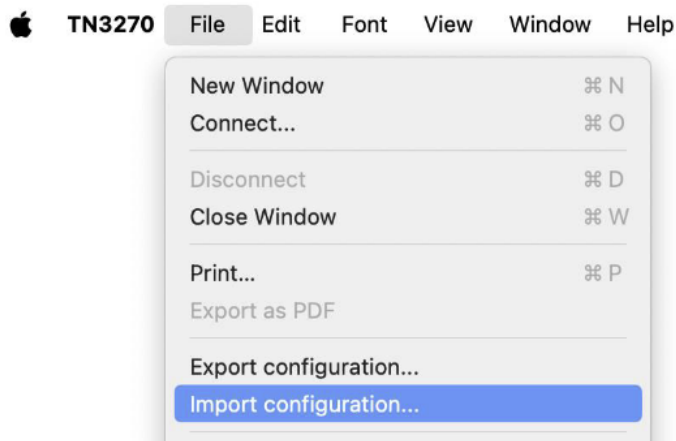 TN3270 File Edit Font View Window Help
New Window ⌘ N
Connect... ⌘ O
Disconnect ⌘ D
Close Window ⌘ W
Print... ⌘ P
Export as PDF
Export configuration...
Import configuration...